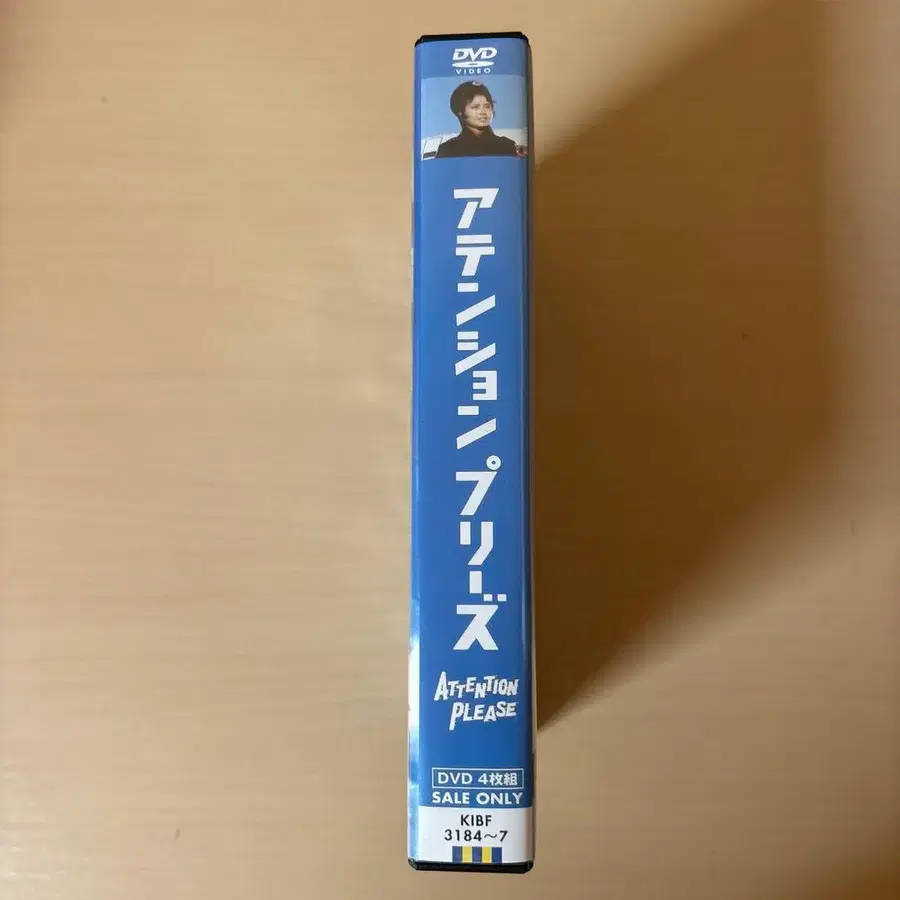 DVD
VIDEO
アテンションプリーズ
ATTENTION
PLEASE
DVD 4枚組
SALE ONLY
KIBF
3184～7